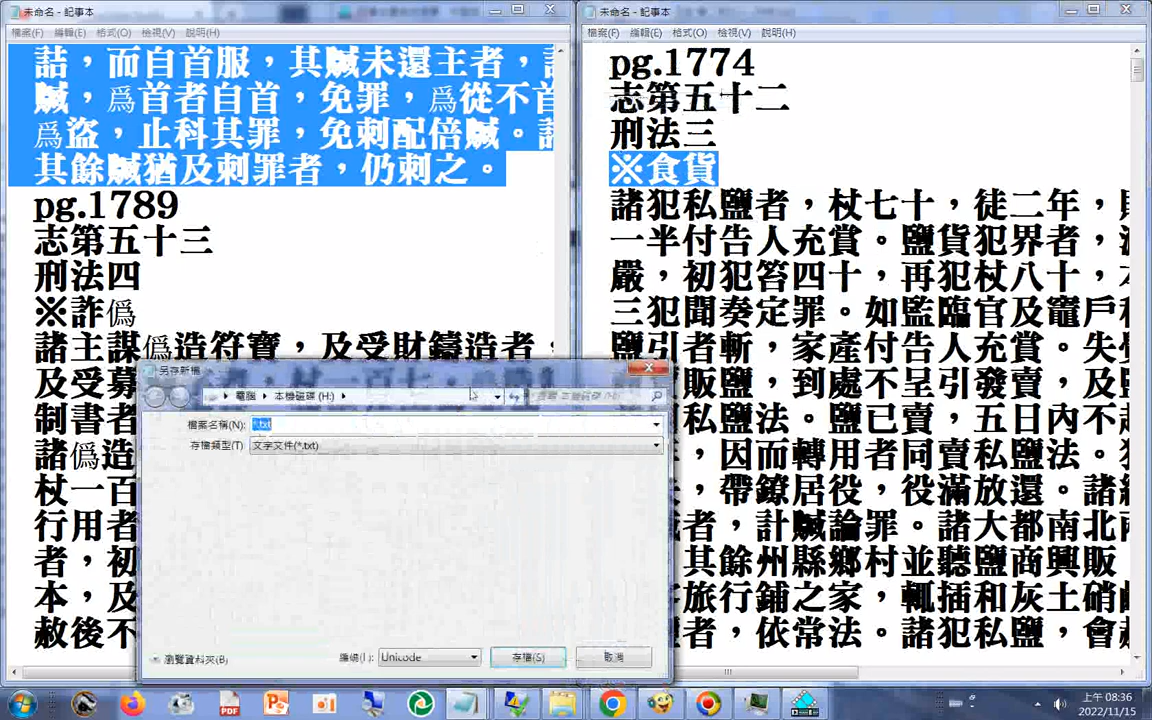 未命名 - 記事本
檔案(F) 編輯(E) 格式(O) 檢視(V) 說明(H)
詰，而自首服，其贓未還主者，
贓，爲首者自首，免罪，爲從不首
爲盜，止科其罪，免刺配倍贓。
其餘贓猶及刺罪者，仍刺之。
pg.1789
志第五十三
刑法四
※詐僞
諸主謀僞造符寶，及受財鑄造者，
及受募
制書者
諸僞造
杖一百
行用者
者，初
本，及
赦後不
未命名 - 記事本
檔案(F) 編輯(E) 格式(O) 檢視(V) 說明(H)
pg.1774
志第五十二
刑法三
※食貨
諸犯私鹽者，杖七十，徒二年，
一半付告人充賞。鹽貨犯界者，
嚴，初犯笞四十，再犯杖八十，
三犯聞奏定罪。如監臨官及竈戶
鹽引者斬，家產付告人充賞。失
販鹽，到處不呈引發賣，及
私鹽法。鹽已賣，五日內不
，因而轉用者同賣私鹽法。
，帶鐐居役，役滿放還。諸
者，計贓論罪。諸大都南北
其餘州縣鄉村並聽鹽商興販
旅行鋪之家，輒插和灰土硝
者，依常法。諸犯私鹽，會
另存新檔
電腦 本機磁碟 (H:)
檔案名稱(N): *.txt
存檔類型(T): 文字文件(*.txt)
瀏覽資料夾(B)
編碼(E): Unicode
存檔(S)
取消
上午 08:36
2022/11/15